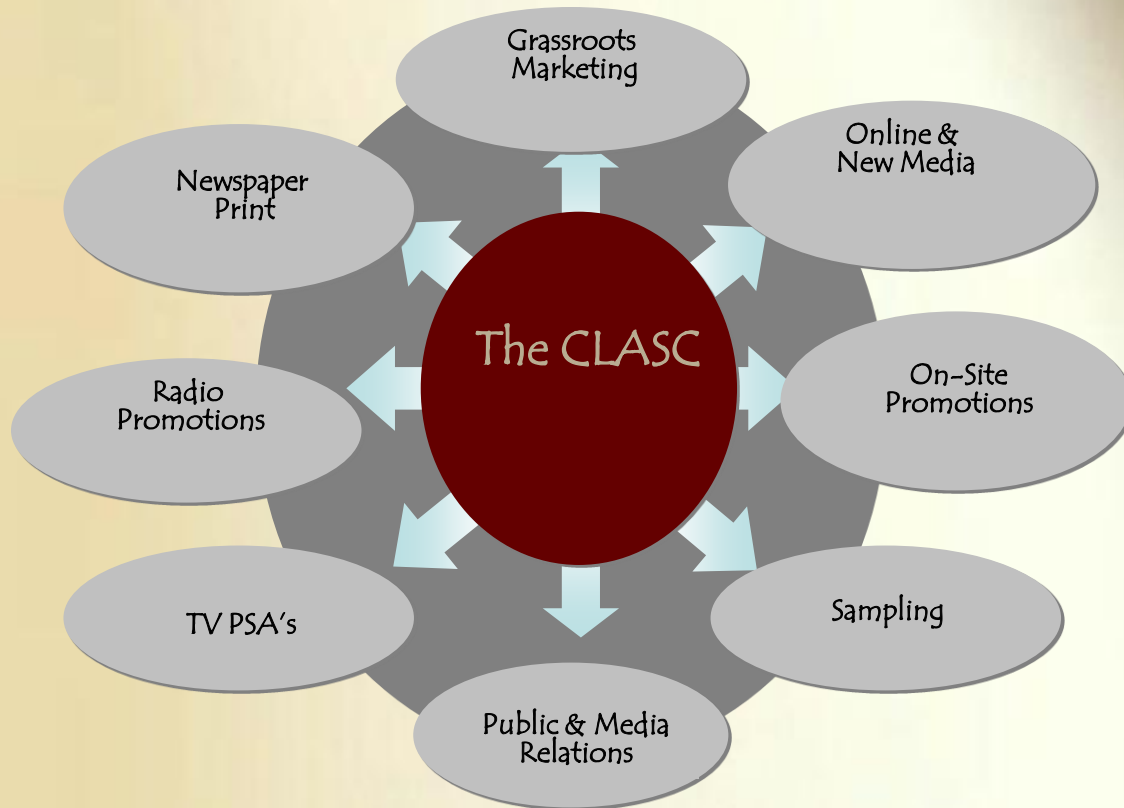 Grassroots
Marketing
Online &
New Media
Newspaper
Print
The CLASC
On-Site
Promotions
Radio
Promotions
Sampling
TV PSA's
Public & Media
Relations